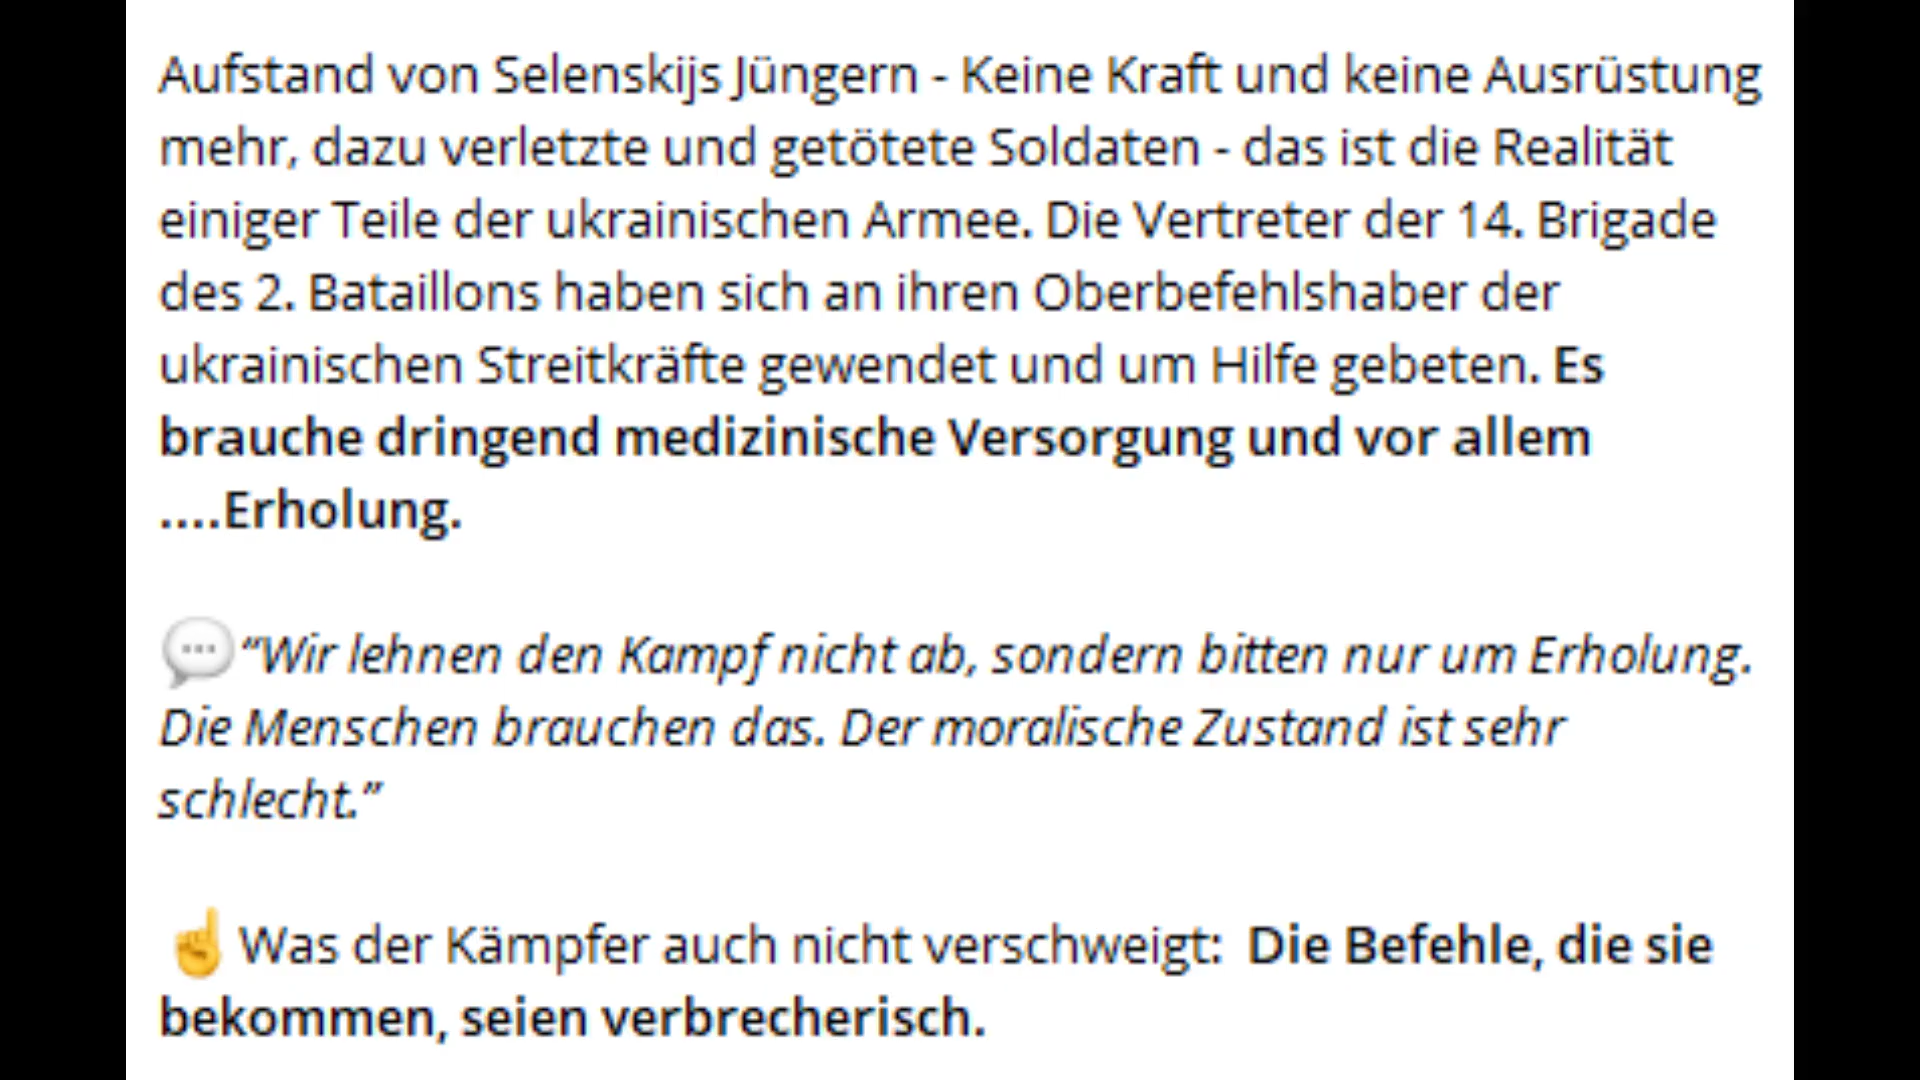 Aufstand von Selenskijs Jüngern - Keine Kraft und keine Ausrüstung
mehr, dazu verletzte und getötete Soldaten - das ist die Realität
einiger Teile der ukrainischen Armee. Die Vertreter der 14. Brigade
des 2. Bataillons haben sich an ihren Oberbefehlshaber der
ukrainischen Streitkräfte gewendet und um Hilfe gebeten. Es
brauche dringend medizinische Versorgung und vor allem
....Erholung.
💬“Wir lehnen den Kampf nicht ab, sondern bitten nur um Erholung.
Die Menschen brauchen das. Der moralische Zustand ist sehr
schlecht.”
☝️Was der Kämpfer auch nicht verschweigt: Die Befehle, die sie
bekommen, seien verbrecherisch.